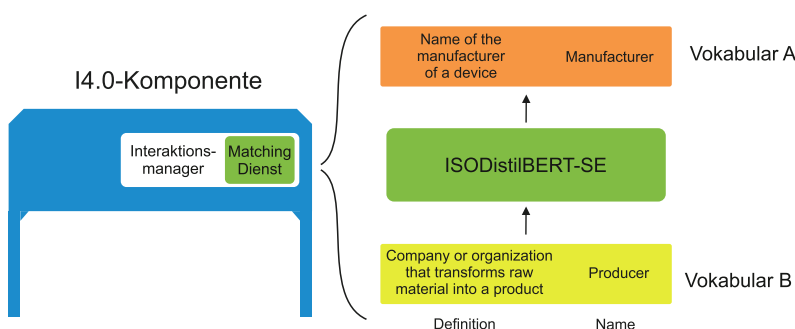 I4.0-Komponente
Interaktions-
manager
Matching
Dienst
Name of the
manufacturer
of a device
Manufacturer
Vokabular A
ISODistilBERT-SE
Company or organization
that transforms raw
material into a product
Producer
Vokabular B
Definition
Name